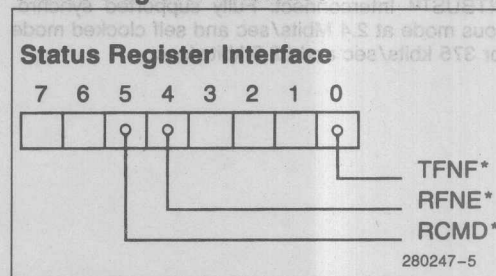 Status Register Interface
7 6 5 4 3 2 1 0
TFNF*
RFNE*
RCMD*
280247-5